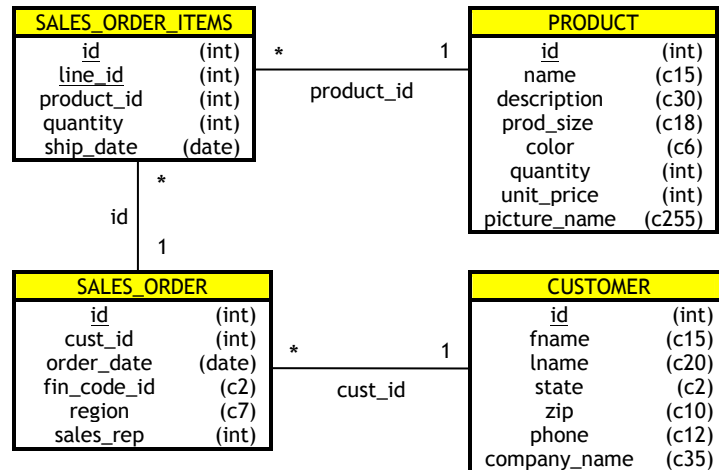 SALES_ORDER_ITEMS
id (int)
line_id (int)
product_id (int)
quantity (int)
ship_date (date)
* 1
product_id
PRODUCT
id (int)
name (c15)
description (c30)
prod_size (c18)
color (c6)
quantity (int)
unit_price (int)
picture_name (c255)
*
id
1
SALES_ORDER
id (int)
cust_id (int)
order_date (date)
fin_code_id (c2)
region (c7)
sales_rep (int)
* 1
cust_id
CUSTOMER
id (int)
fname (c15)
lname (c20)
state (c2)
zip (c10)
phone (c12)
company_name (c35)